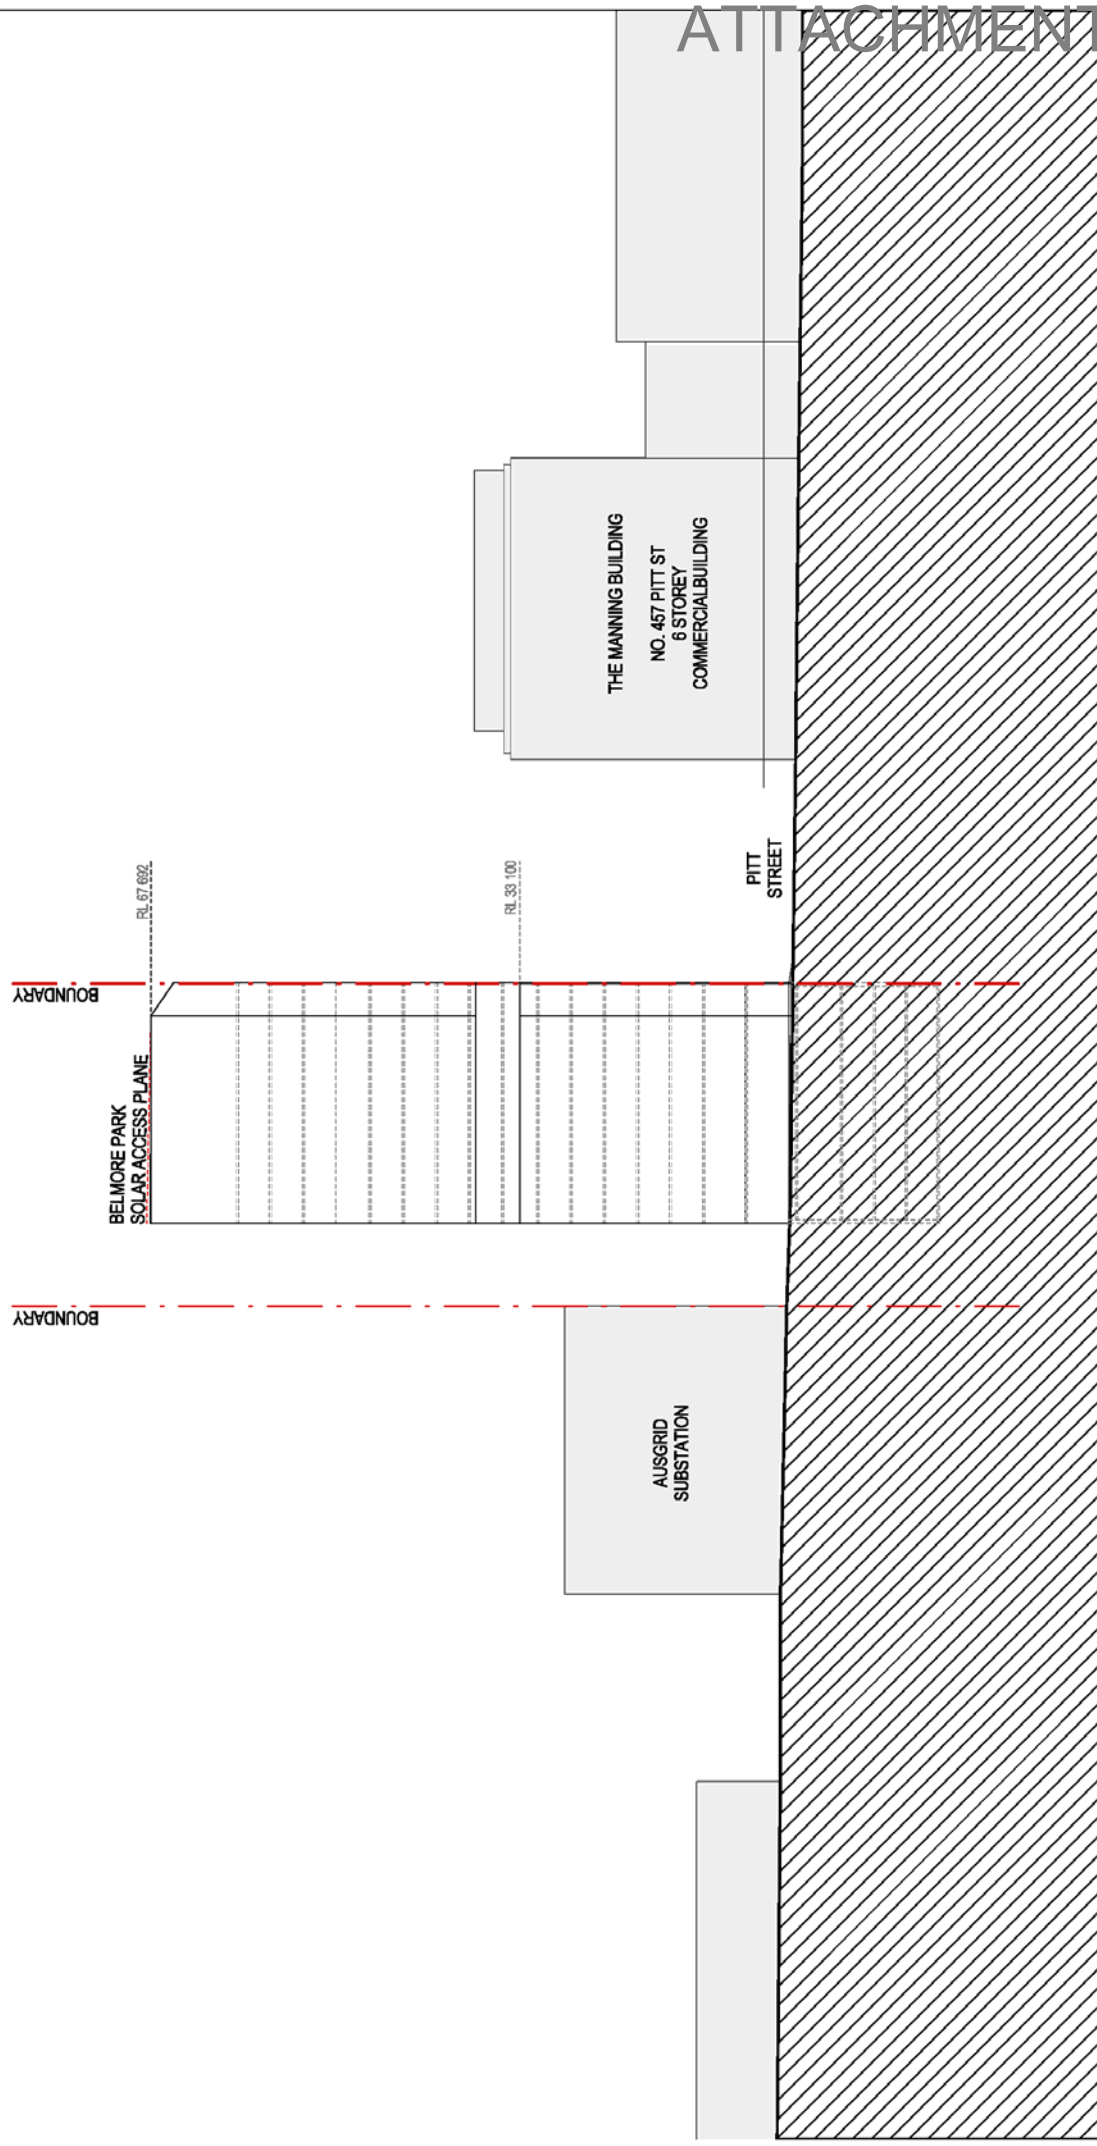 ATTACHMENT
BOUNDARY
BOUNDARY
BELMORE PARK
SOLAR ACCESS PLANE
RL 67 692
RL 33 100
AUSGRID
SUBSTATION
PITT
STREET
THE MANNING BUILDING
NO. 457 PITT ST
6 STOREY
COMMERCIALBUILDING